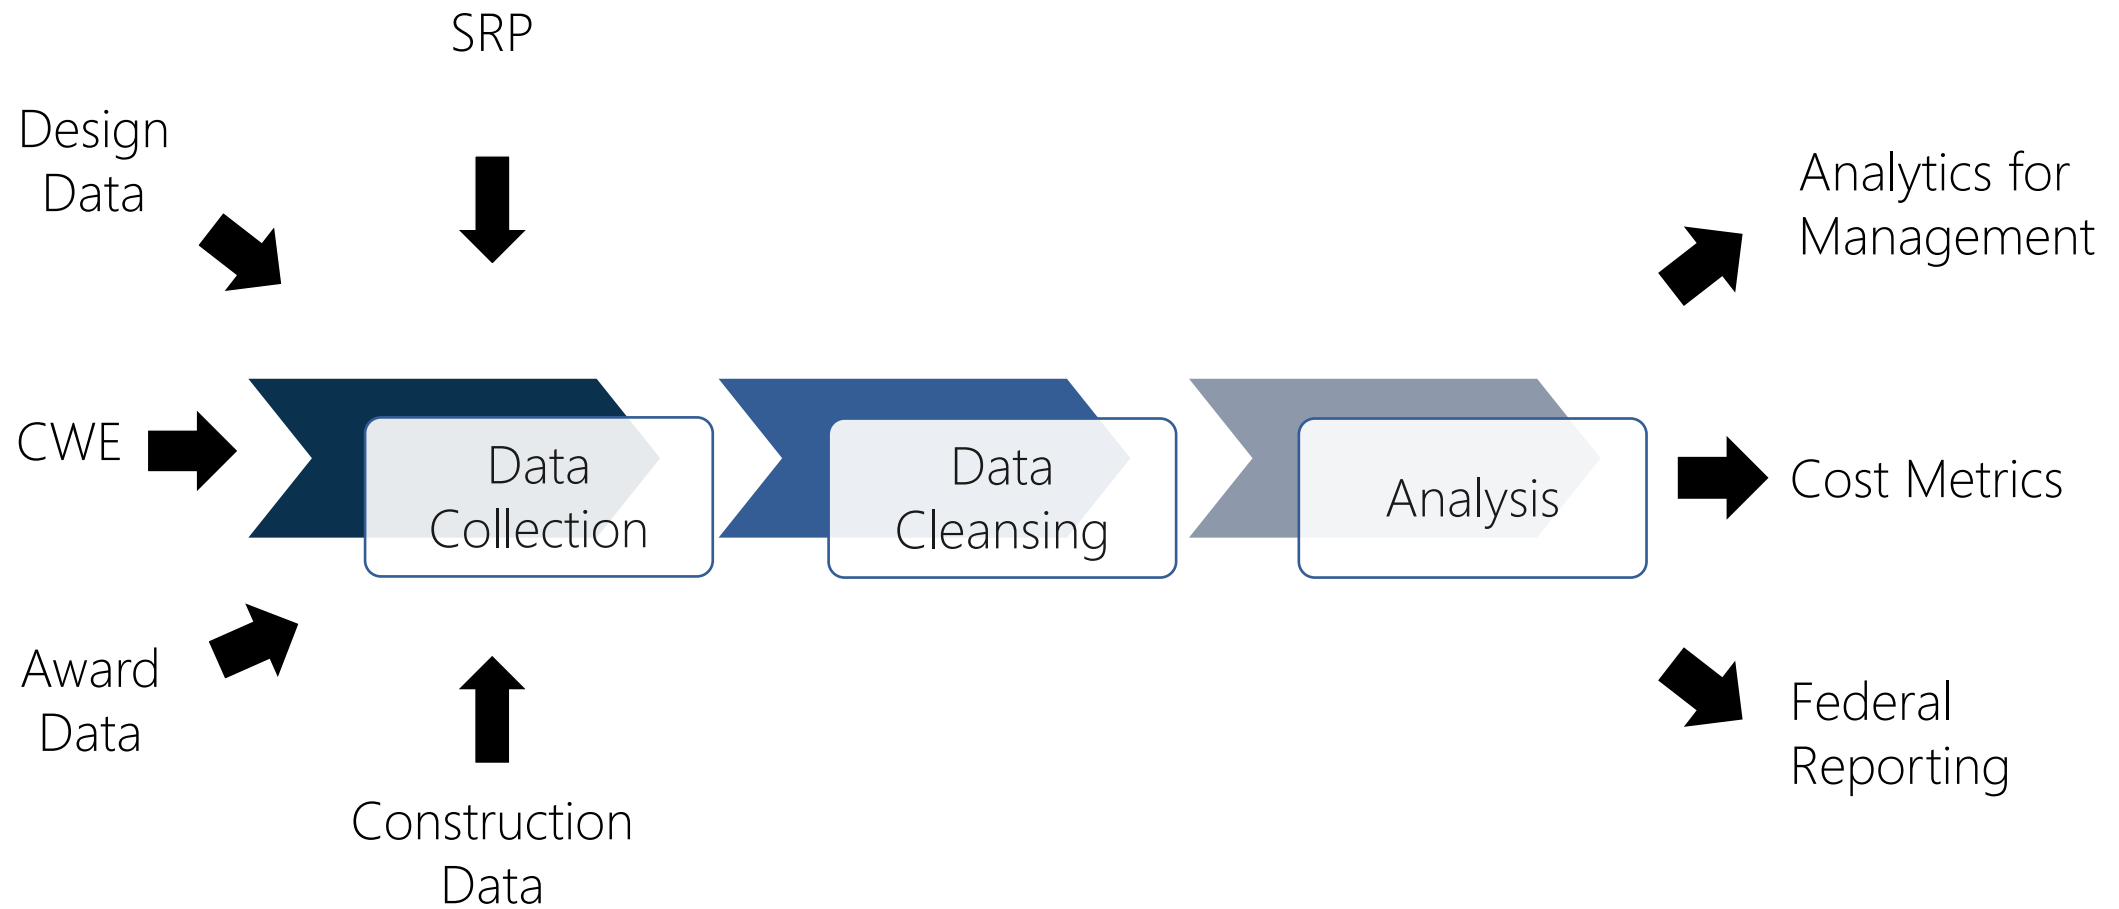 SRP
Design
Data
CWE
Award
Data
Construction
Data
Data
Collection
Data
Cleansing
Analysis
Analytics for
Management
Cost Metrics
Federal
Reporting